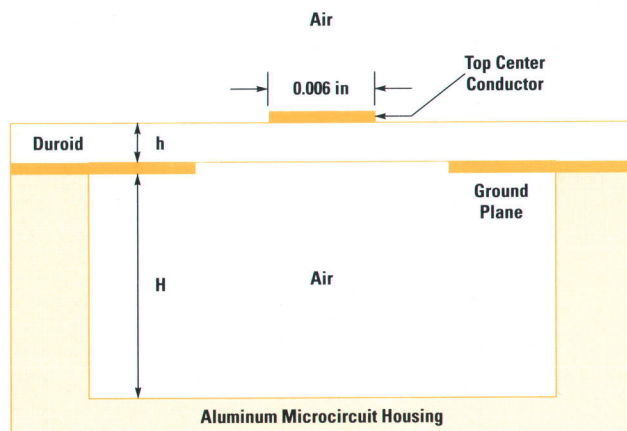 Air
Top Center
Conductor
0.006 in
Duroid
h
Ground
Plane
H
Air
Aluminum Microcircuit Housing